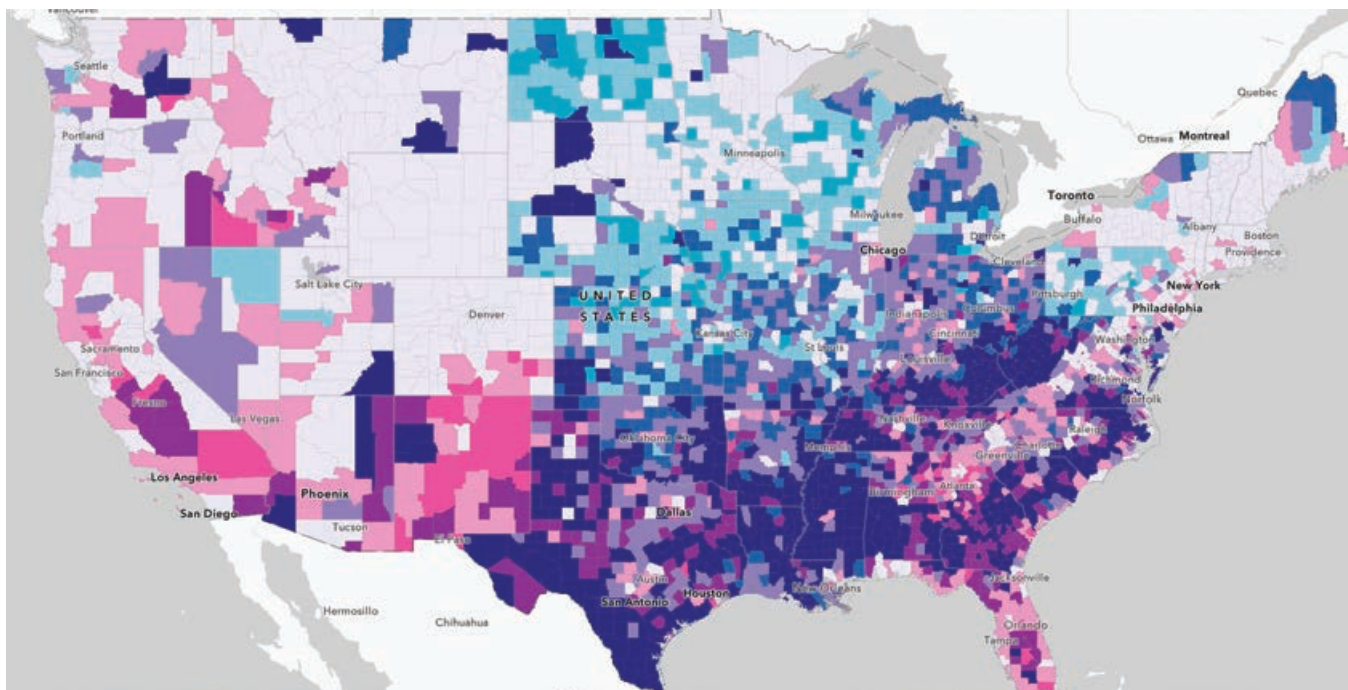 Vancouver
Seattle
Portland
Quebec
Ottawa
Montreal
Minneapolis
Toronto
Milwaukee
Buffalo
Albany
Boston
Detroit
Chicago
Cleveland
Providence
Salt Lake City
UNITED
STATES
Denver
Pittsburgh
New York
Philadelphia
Indianapolis
Columbus
Kansas City
Cincinnati
St Louis
Washington
Sacramento
Louisville
San Francisco
Richmond
Fresno
Norfolk
Las Vegas
Nashville
Knoxville
Raleigh
Oklahoma City
Memphis
Charlotte
Greenville
Los Angeles
Phoenix
Birmingham
Atlanta
San Diego
Dallas
Tucson
El Paso
Austin
Jacksonville
San Antonio
Houston
New Orleans
Hermosillo
Chihuahua
Orlando
Tampa